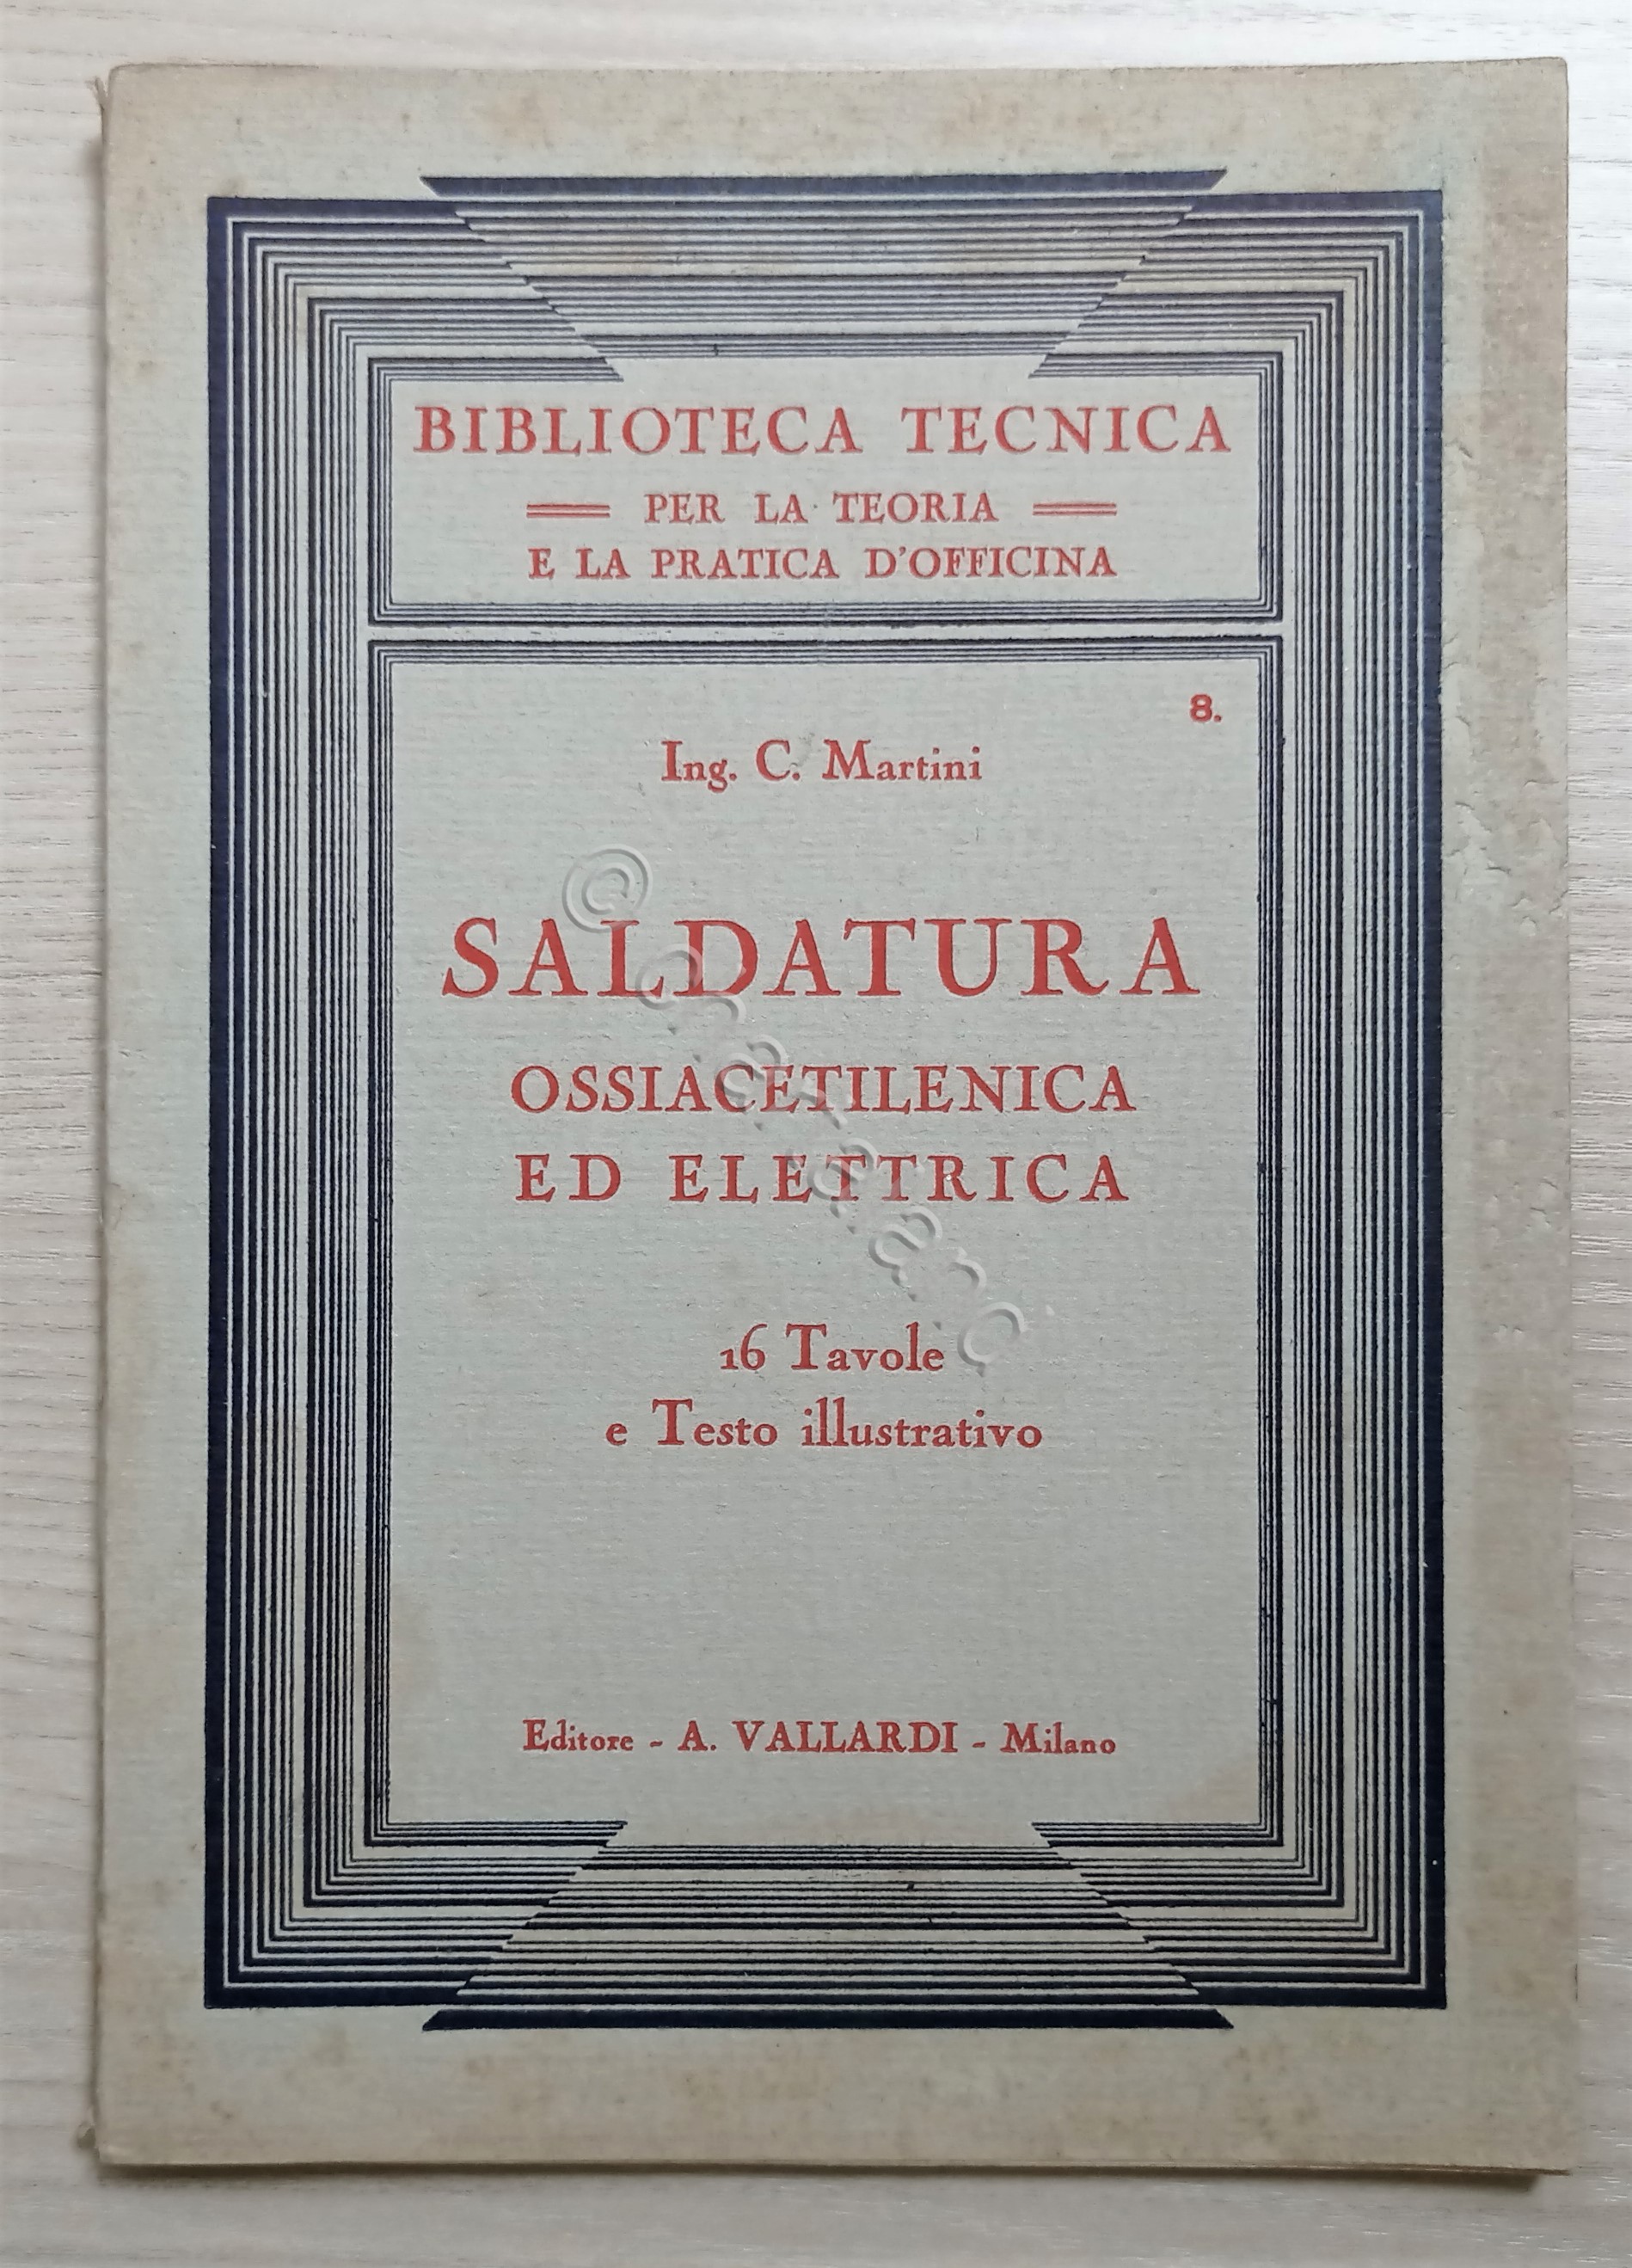 BIBLIOTECA TECNICA
PER LA TEORIA
E LA PRATICA D'OFFICINA
8.
Ing. C. Martini
SALDATURA
OSSIACETILENICA
ED ELETTRICA
16 Tavole
e Testo illustrativo
Editore - A. VALLARDI - Milano